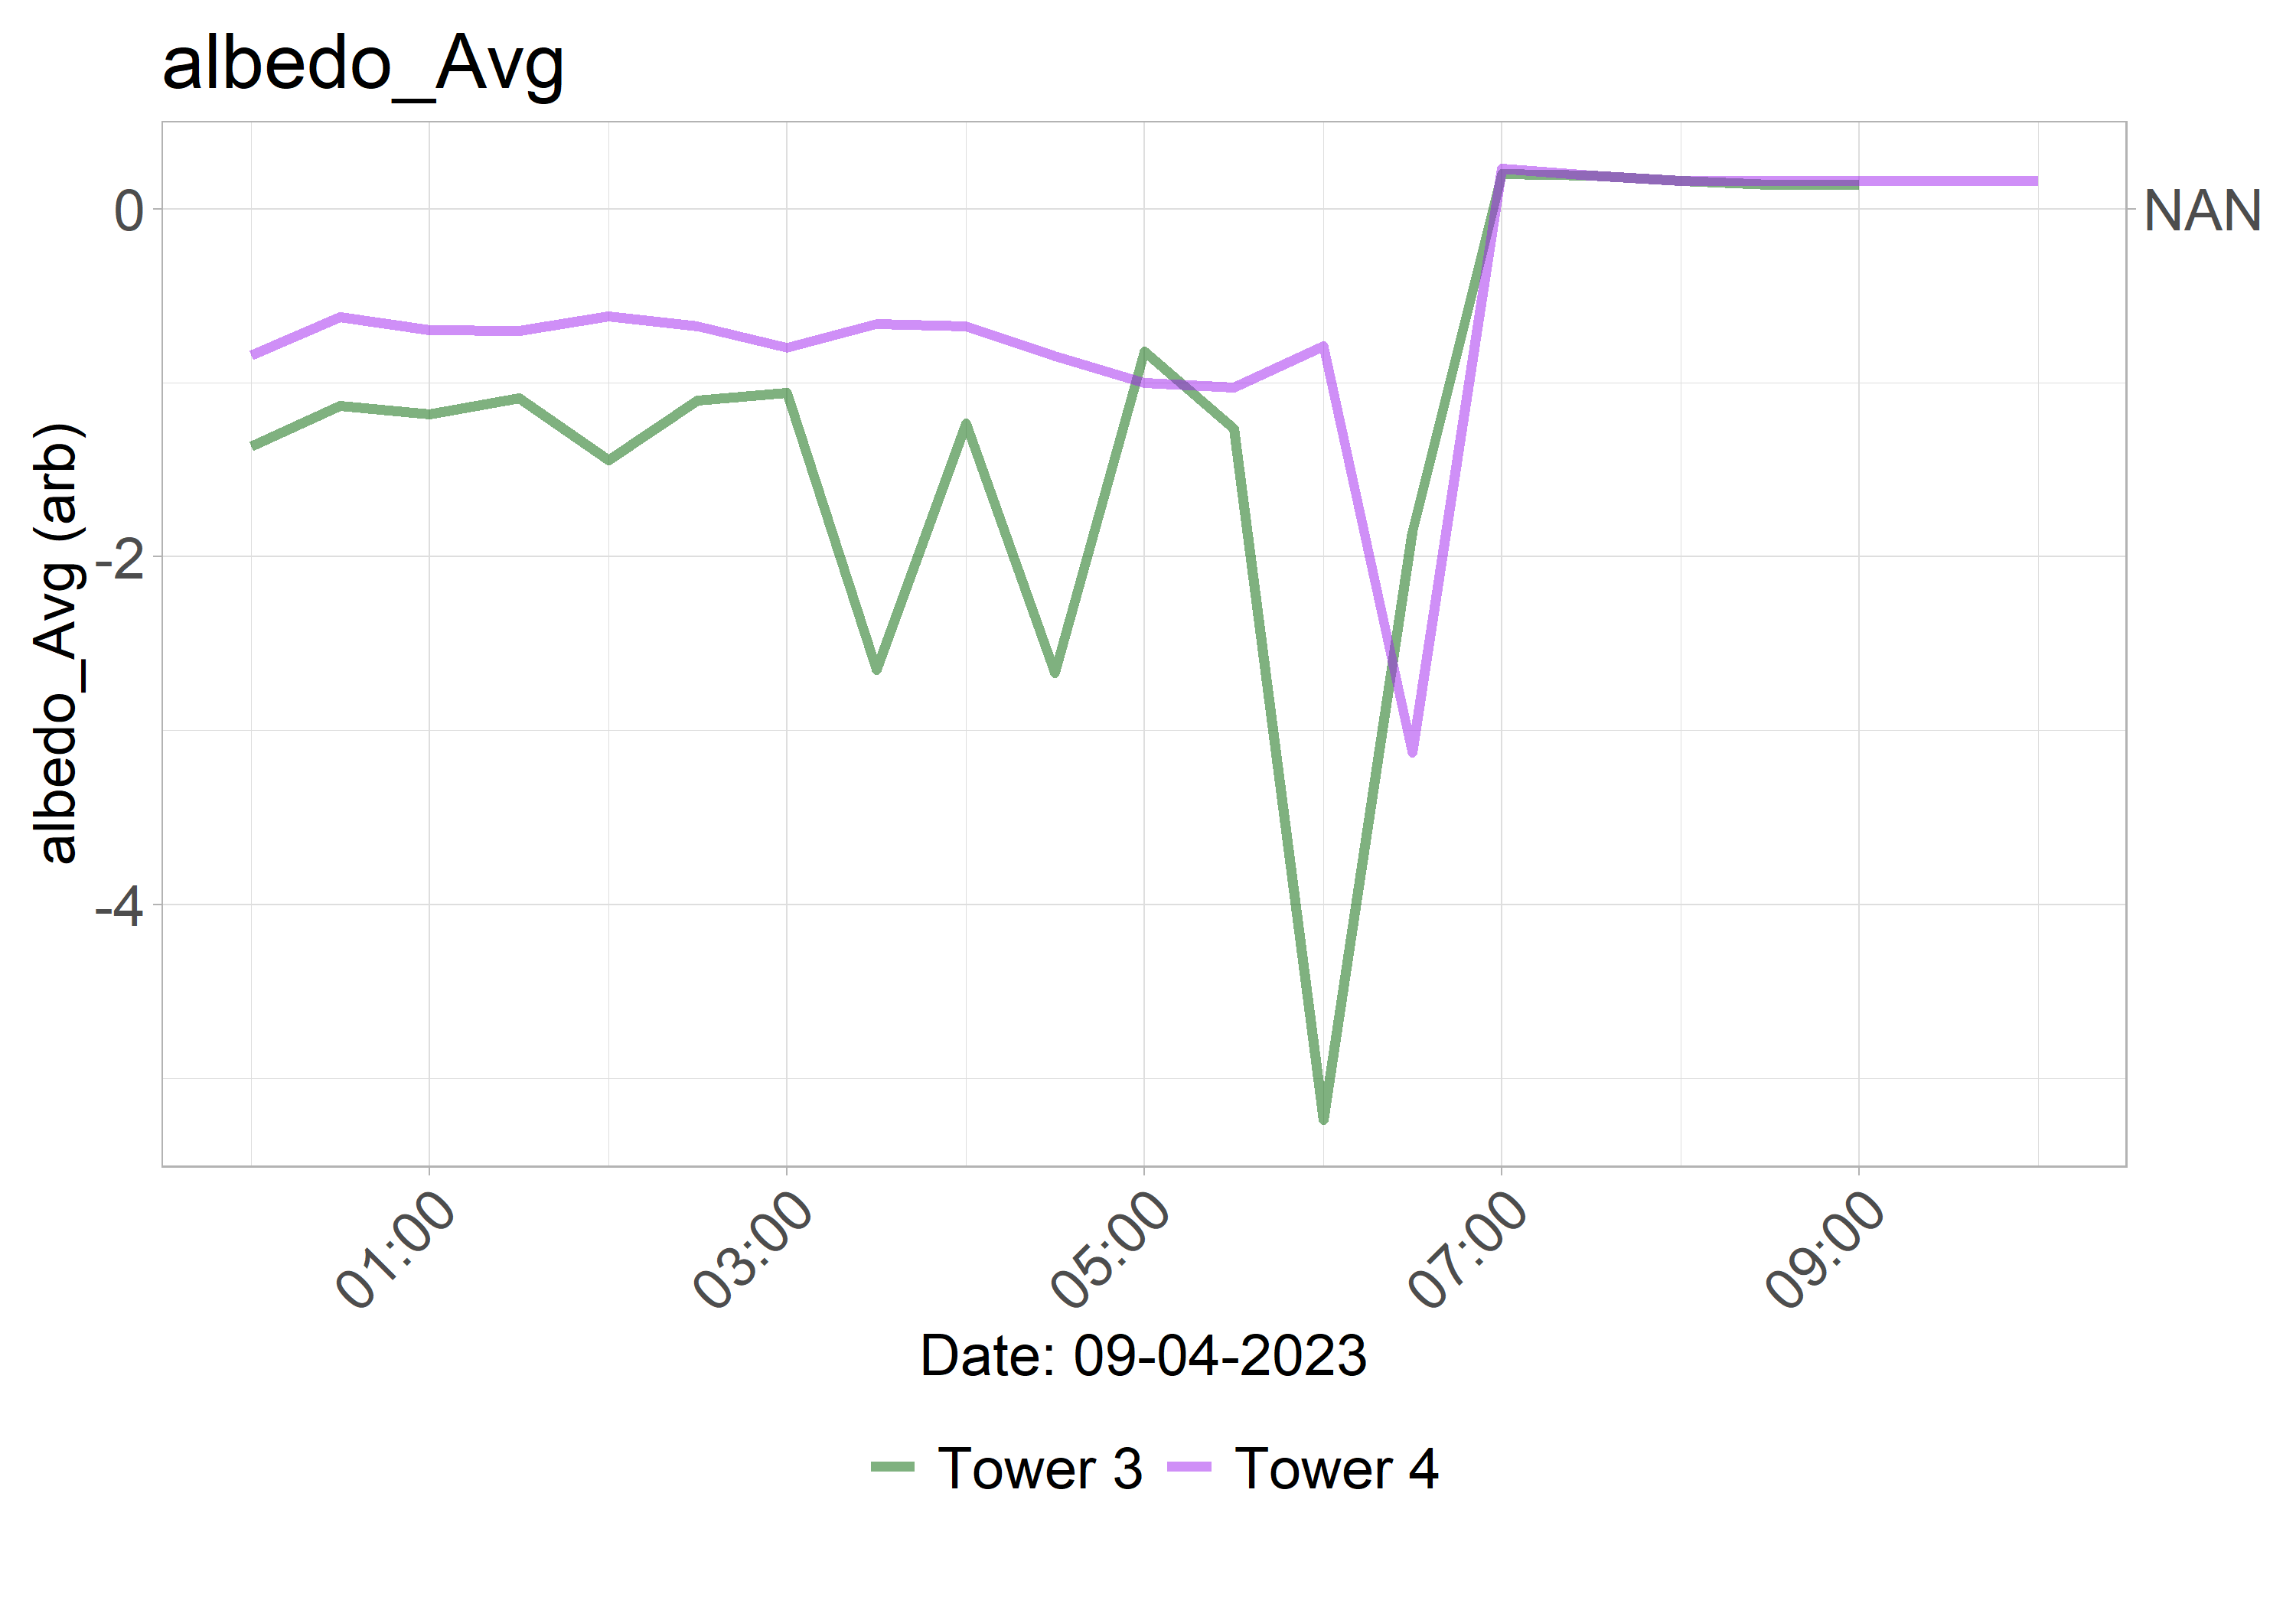 albedo_Avg
albedo_Avg (arb)
0
-2
-4
NAN
01:00
03:00
05:00
07:00
09:00
Date: 09-04-2023
Tower 3
Tower 4